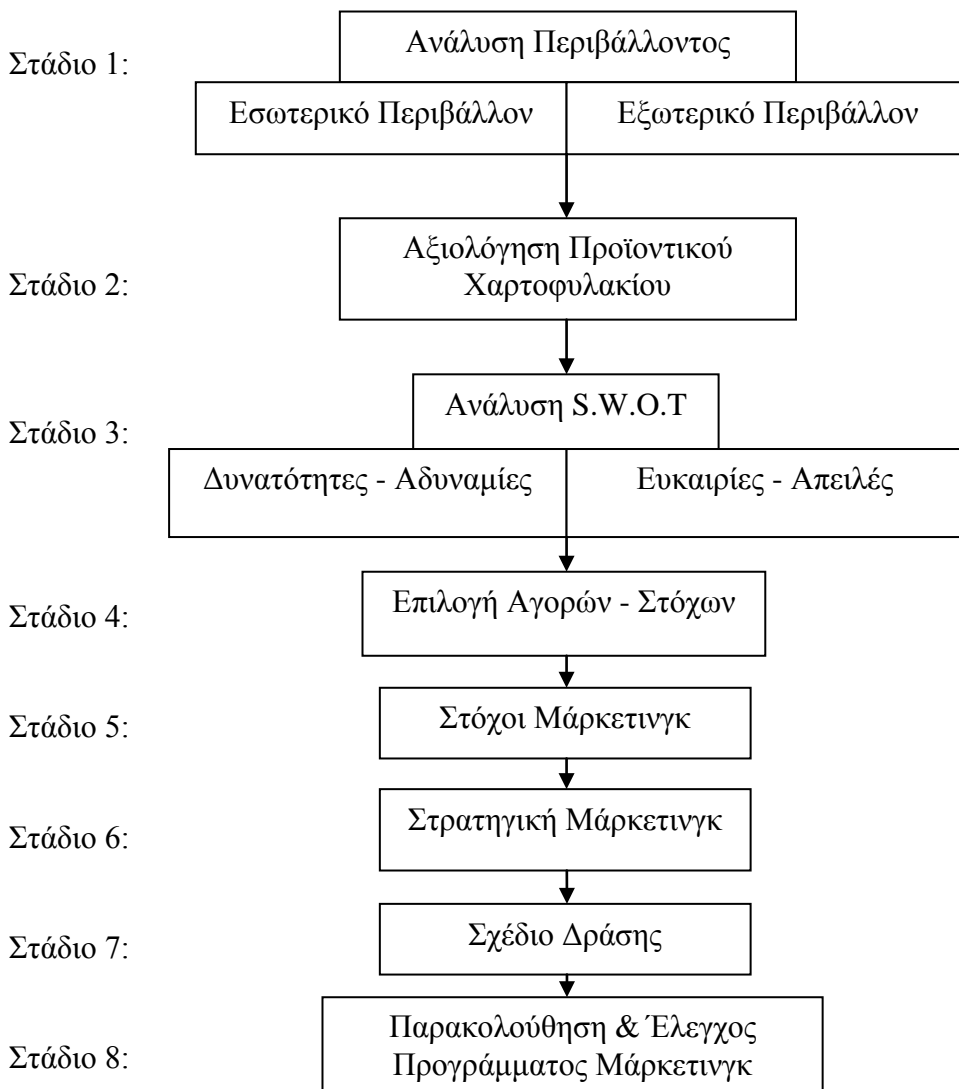 Στάδιο 1:
Ανάλυση Περιβάλλοντος
Εσωτερικό Περιβάλλον
Εξωτερικό Περιβάλλον
Στάδιο 2:
Αξιολόγηση Προϊοντικού
Χαρτοφυλακίου
Στάδιο 3:
Ανάλυση S.W.O.T
Δυνατότητες - Αδυναμίες
Ευκαιρίες - Απειλές
Στάδιο 4:
Επιλογή Αγορών - Στόχων
Στάδιο 5:
Στόχοι Μάρκετινγκ
Στάδιο 6:
Στρατηγική Μάρκετινγκ
Στάδιο 7:
Σχέδιο Δράσης
Στάδιο 8:
Παρακολούθηση & Έλεγχος
Προγράμματος Μάρκετινγκ